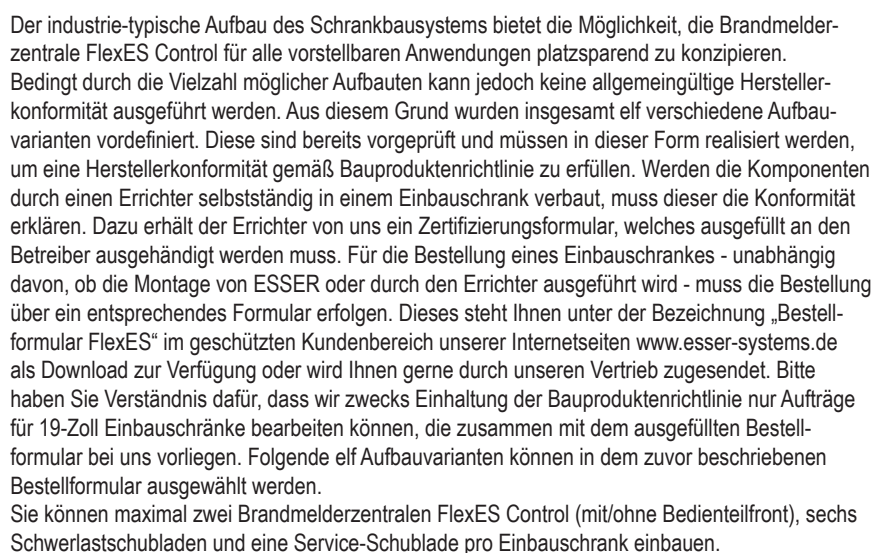 Der industrie-typische Aufbau des Schrankbausystems bietet die Möglichkeit, die Brandmelder-
zentrale FlexES Control für alle vorstellbaren Anwendungen platzsparend zu konzipieren.
Bedingt durch die Vielzahl möglicher Aufbauten kann jedoch keine allgemeingültige Hersteller-
konformität ausgeführt werden. Aus diesem Grund wurden insgesamt elf verschiedene Aufbau-
varianten vordefiniert. Diese sind bereits vorgeprüft und müssen in dieser Form realisiert werden,
um eine Herstellerkonformität gemäß Bauproduktenrichtlinie zu erfüllen. Werden die Komponenten
durch einen Errichter selbstständig in einem Einbauschrank verbaut, muss dieser die Konformität
erklären. Dazu erhält der Errichter von uns ein Zertifizierungsformular, welches ausgefüllt an den
Betreiber ausgehändigt werden muss. Für die Bestellung eines Einbauschrankes - unabhängig
davon, ob die Montage von ESSER oder durch den Errichter ausgeführt wird - muss die Bestellung
über ein entsprechendes Formular erfolgen. Dieses steht Ihnen unter der Bezeichnung „Bestell-
formular FlexES“ im geschützten Kundenbereich unserer Internetseiten www.esser-systems.de
als Download zur Verfügung oder wird Ihnen gerne durch unseren Vertrieb zugesendet. Bitte
haben Sie Verständnis dafür, dass wir zwecks Einhaltung der Bauproduktenrichtlinie nur Aufträge
für 19-Zoll Einbauschränke bearbeiten können, die zusammen mit dem ausgefüllten Bestell-
formular bei uns vorliegen. Folgende elf Aufbauvarianten können in dem zuvor beschriebenen
Bestellformular ausgewählt werden.
Sie können maximal zwei Brandmelderzentralen FlexES Control (mit/ohne Bedienteilfront), sechs
Schwerlastschubladen und eine Service-Schublade pro Einbauschrank einbauen.